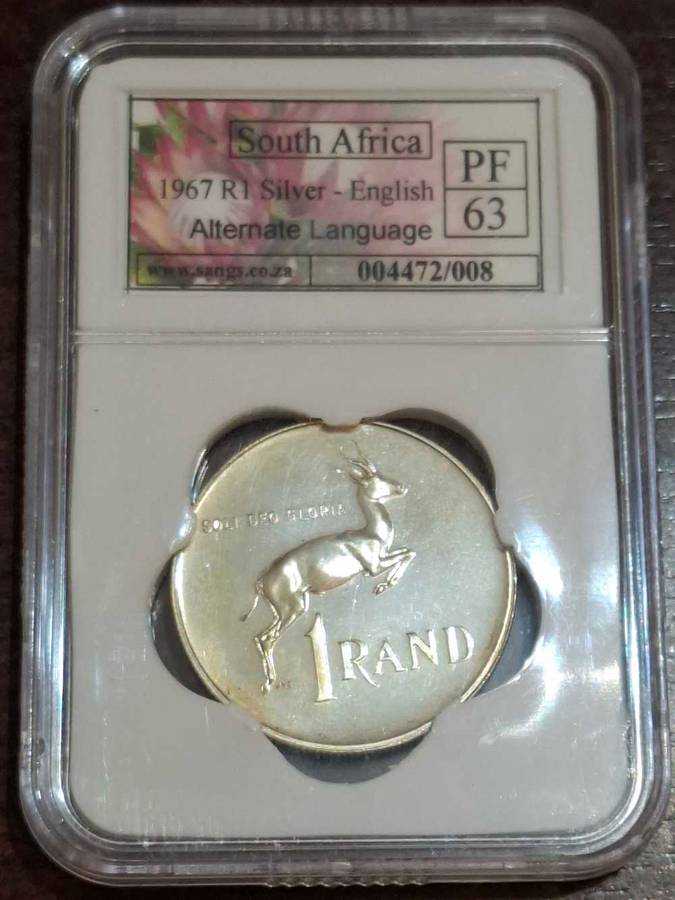 South Africa
1967 R1 Silver - English
Alternate Language
PF
63
www.sangs.co.za
004472/008
SOLI DEO GLORIA
1 RAND